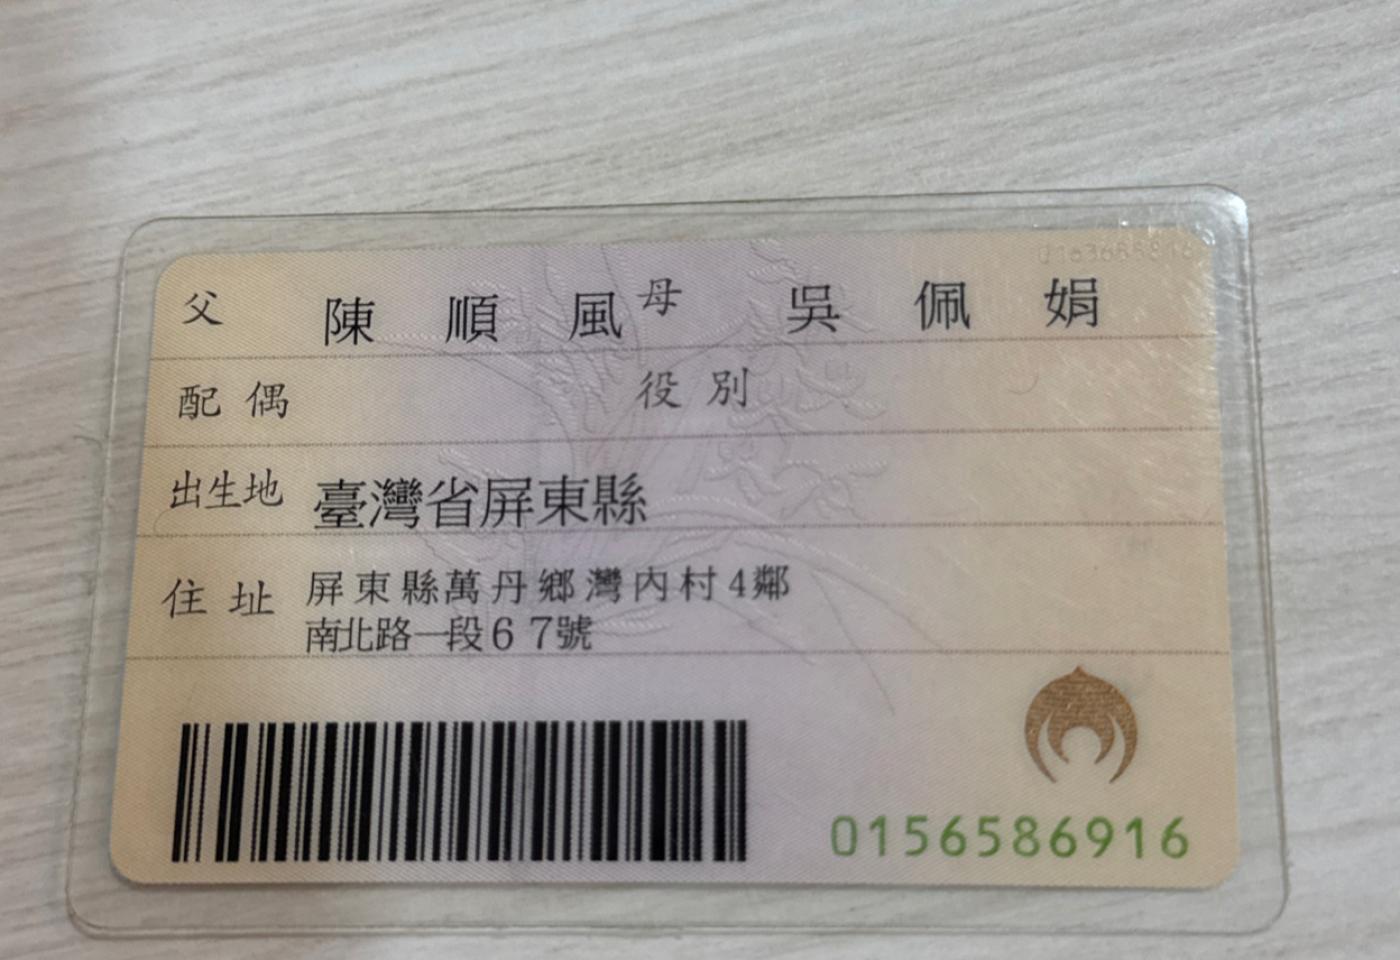 父 陳順風 母 吳佩娟
配偶 役別
出生地 臺灣省屏東縣
住址 屏東縣萬丹鄉灣內村4鄰
南北路一段67號
0156586916